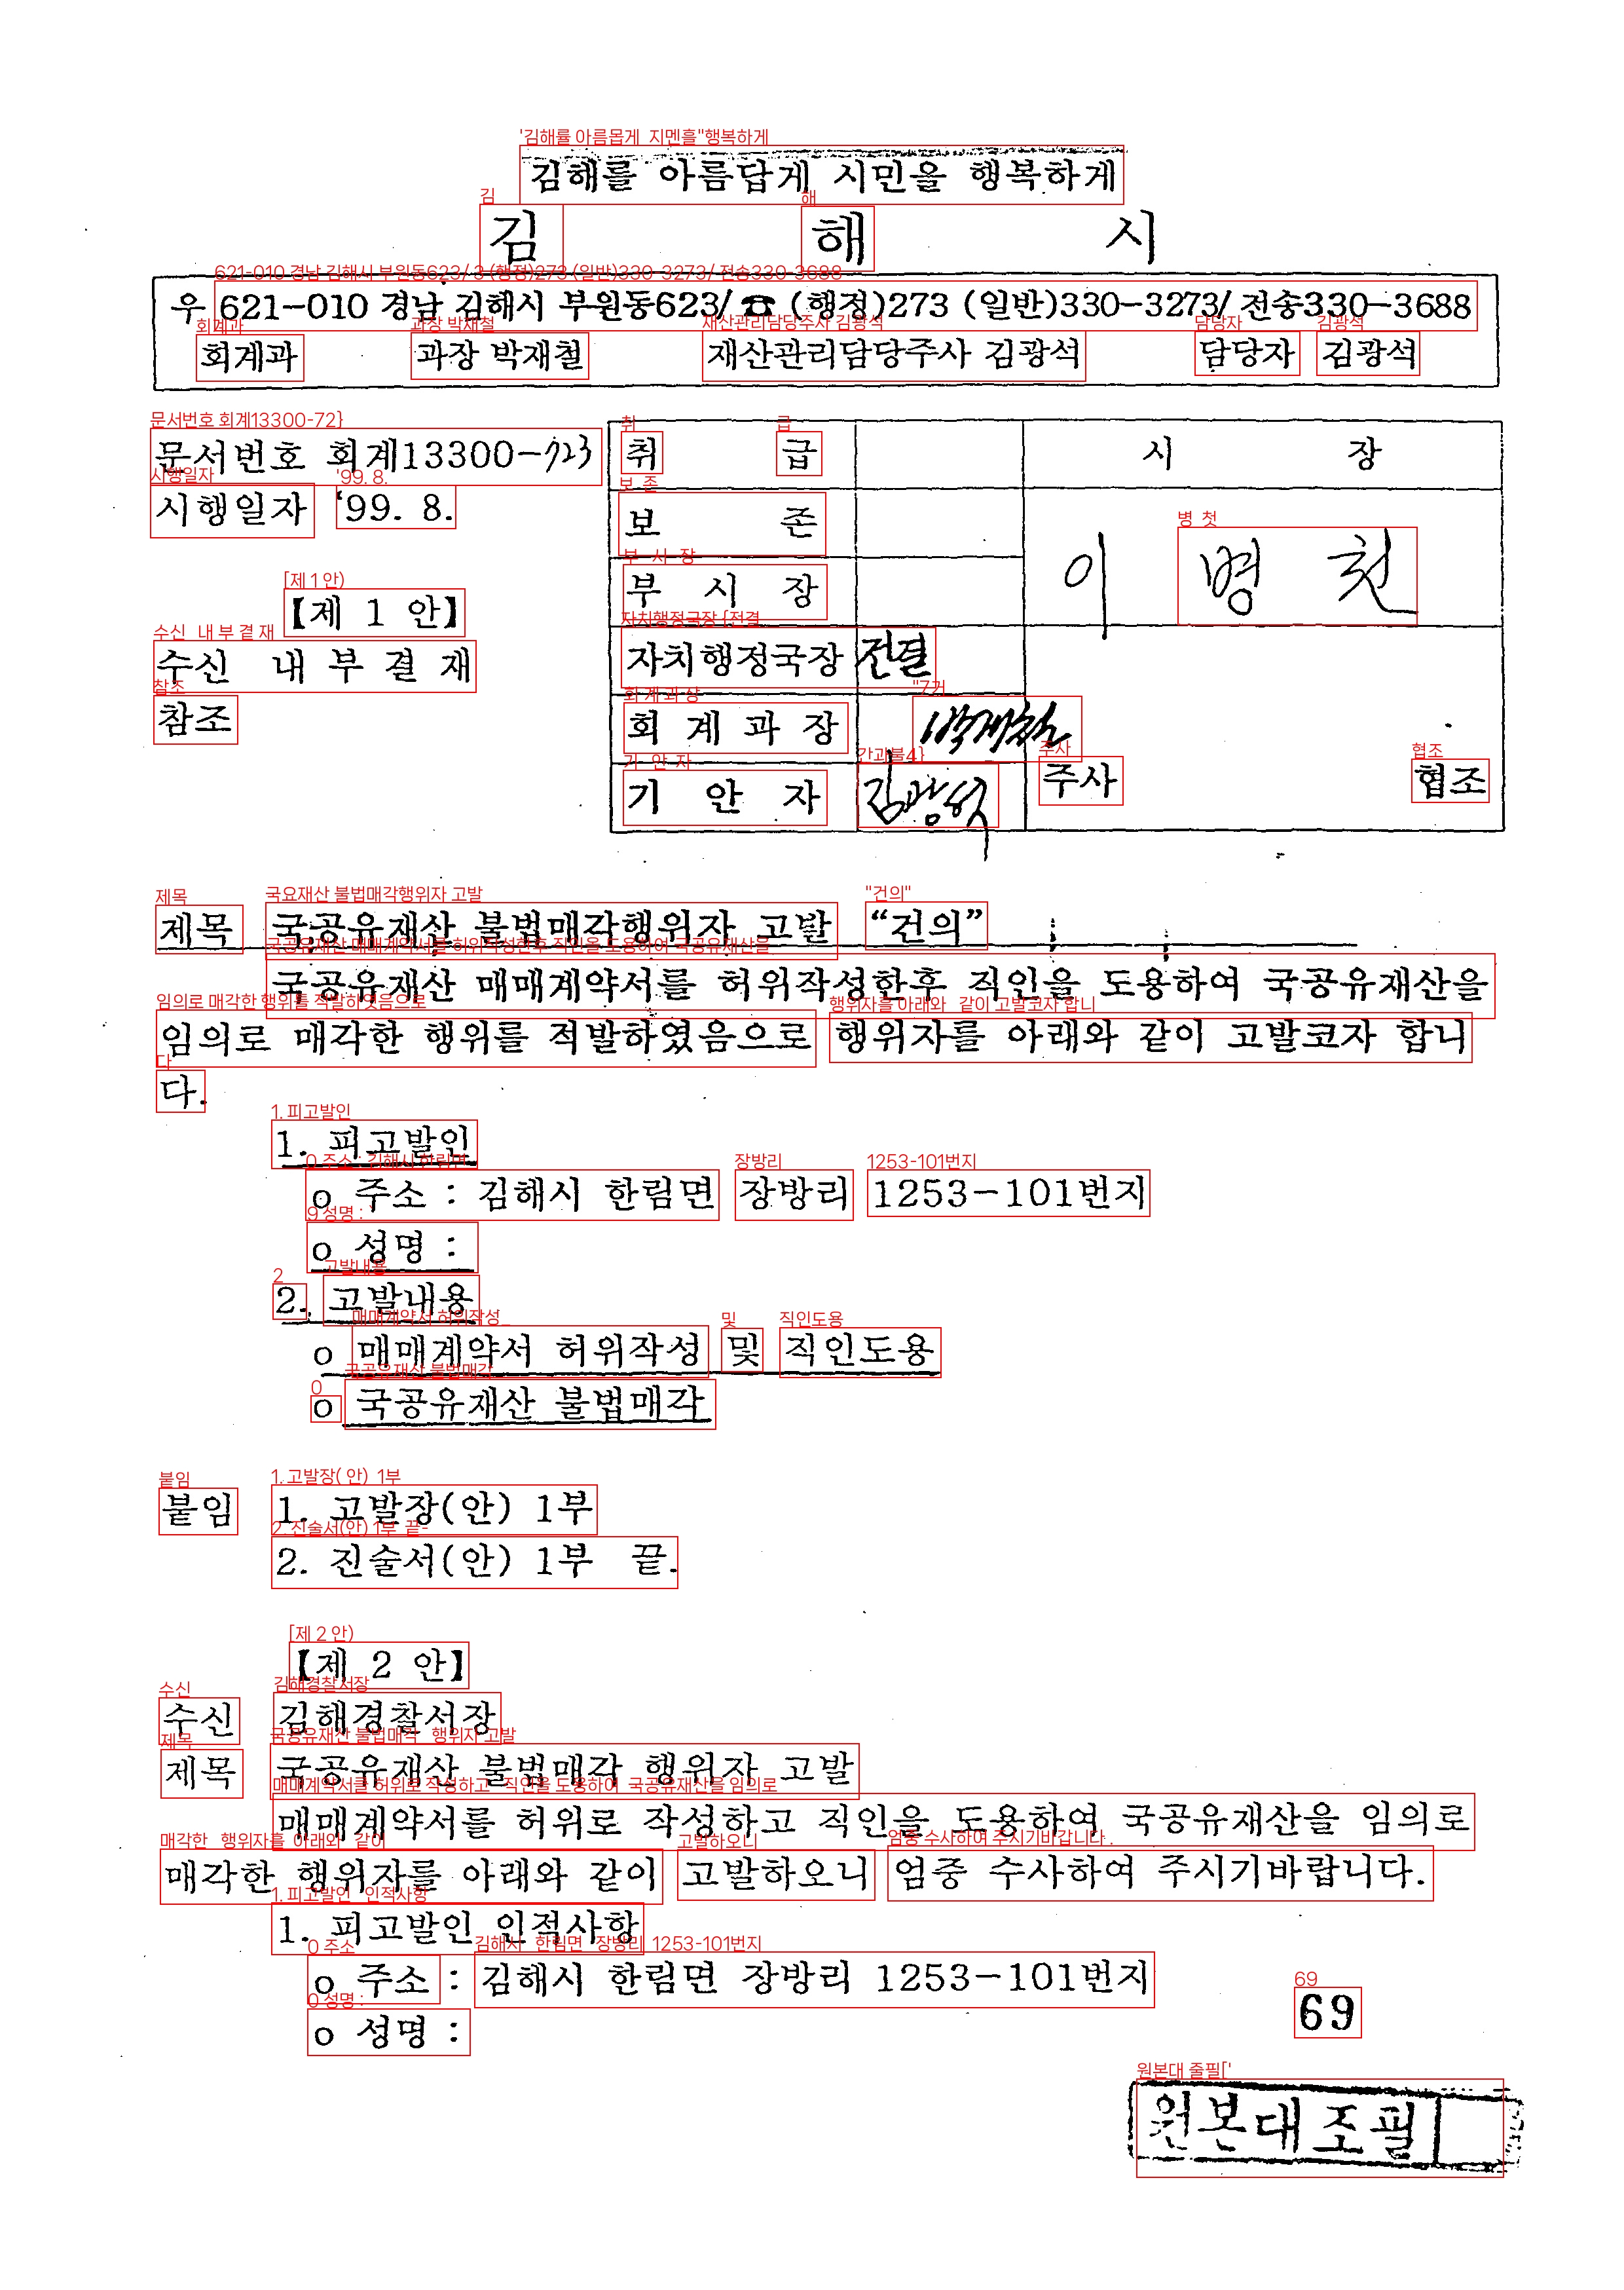 김해를 아름답게 시민을 행복하게
김 해 시
우 621-010 경남 김해시 부원동623/ ☎ (행정)273 (일반)330-3273/ 전송330-3688
회계과 과장 박재철 재산관리담당주사 김광석 담당자 김광석
문서번호 회계13300-723
시행일자 '99. 8.
【제 1 안】
수신 내 부 결 재
참조
취 급 시 장
보 존
부 시 장 이 병 천
자치행정국장 전결
회 계 과 장 박재철
기 안 자 김광석 주사 협조
제목 국공유재산 불법매각행위자 고발 “건의”
국공유재산 매매계약서를 허위작성한후 직인을 도용하여 국공유재산을
임의로 매각한 행위를 적발하였음으로 행위자를 아래와 같이 고발코자 합니
다.
1. 피고발인
o 주소 : 김해시 한림면 장방리 1253-101번지
o 성명 :
2. 고발내용
o 매매계약서 허위작성 및 직인도용
o 국공유재산 불법매각
붙임 1. 고발장(안) 1부
2. 진술서(안) 1부 끝.
【제 2 안】
수신 김해경찰서장
제목 국공유재산 불법매각 행위자 고발
매매계약서를 허위로 작성하고 직인을 도용하여 국공유재산을 임의로
매각한 행위자를 아래와 같이 고발하오니 엄중 수사하여 주시기바랍니다.
1. 피고발인 인적사항
o 주소 : 김해시 한림면 장방리 1253-101번지
o 성명 :
69
원본대조필